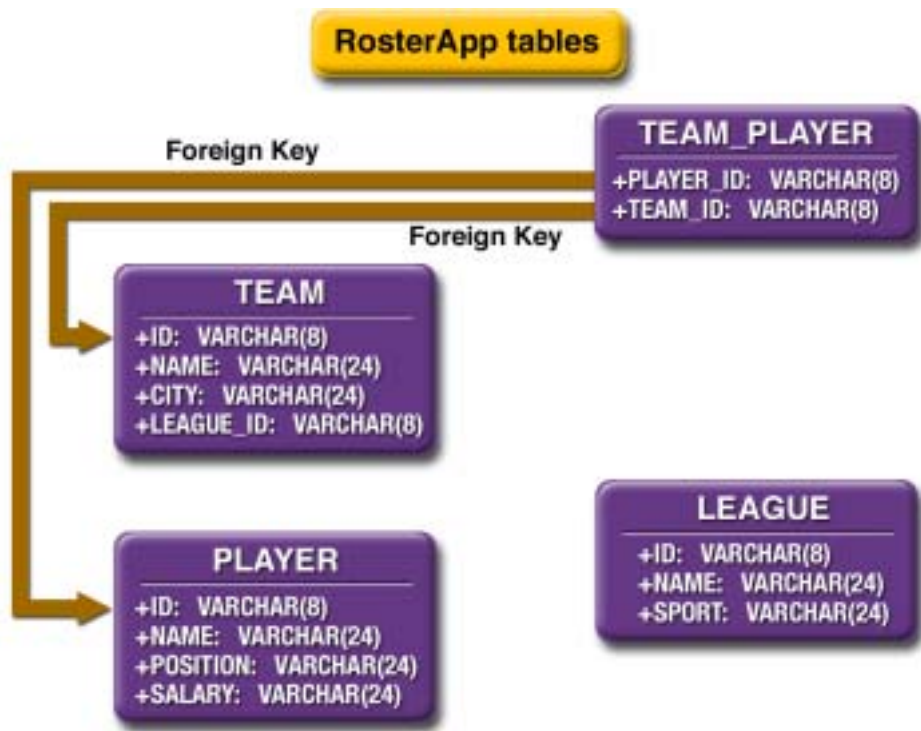 RosterApp tables
TEAM_PLAYER
+PLAYER_ID: VARCHAR(8)
+TEAM_ID: VARCHAR(8)
Foreign Key
Foreign Key
TEAM
+ID: VARCHAR(8)
+NAME: VARCHAR(24)
+CITY: VARCHAR(24)
+LEAGUE_ID: VARCHAR(8)
PLAYER
+ID: VARCHAR(8)
+NAME: VARCHAR(24)
+POSITION: VARCHAR(24)
+SALARY: VARCHAR(24)
LEAGUE
+ID: VARCHAR(8)
+NAME: VARCHAR(24)
+SPORT: VARCHAR(24)